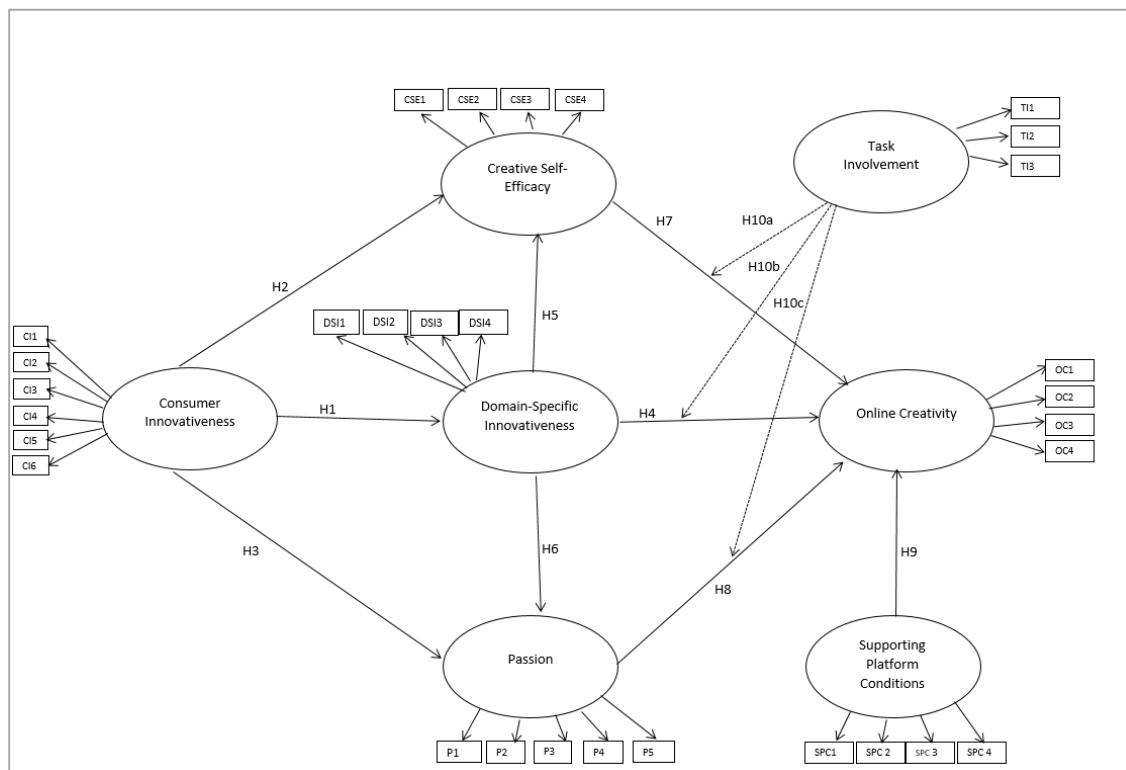 CSE1
CSE2
CSE3
CSE4
Creative Self-
Efficacy
Task
Involvement
TI1
TI2
TI3
H7
H10a
H10b
H10c
H2
H5
DSI1
DSI2
DSI3
DSI4
CI1
CI2
CI3
CI4
CI5
CI6
Consumer
Innovativeness
H1
Domain-Specific
Innovativeness
H4
Online Creativity
OC1
OC2
OC3
OC4
H3
H6
H8
H9
Passion
Supporting
Platform
Conditions
P1
P2
P3
P4
P5
SPC1
SPC 2
SPC 3
SPC 4